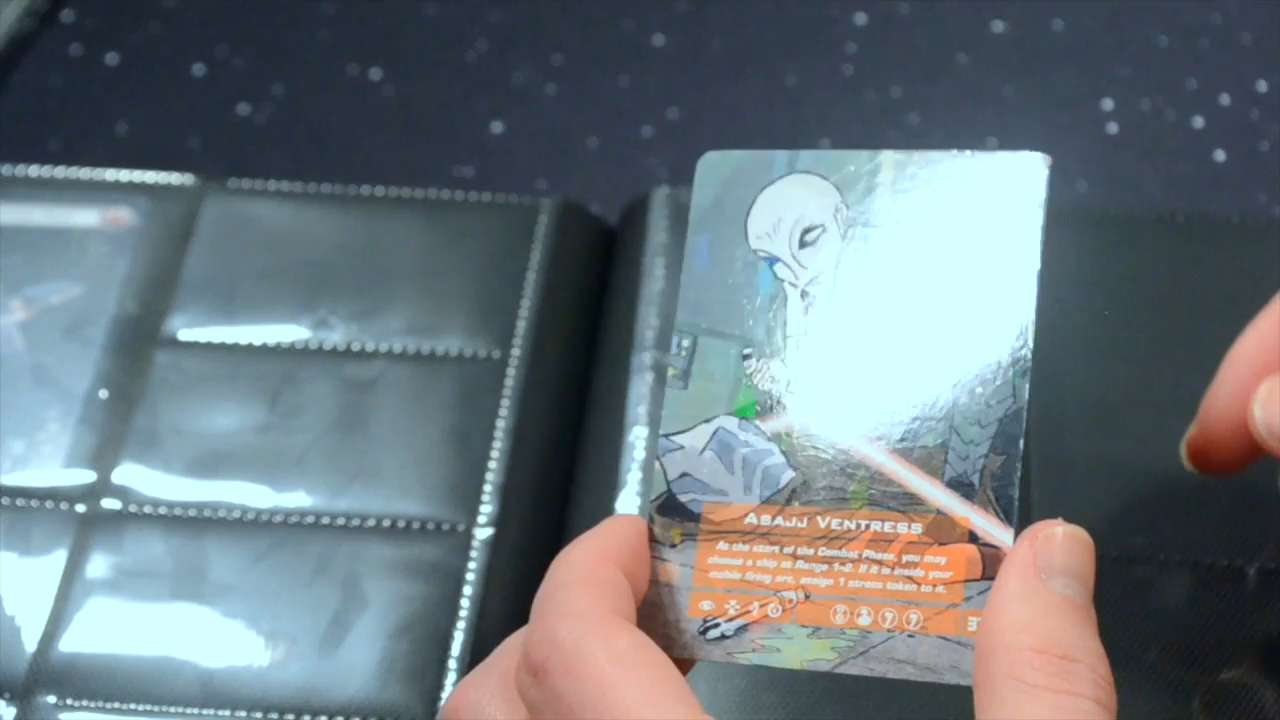 Asajj Ventress
At the start of the Combat Phase, you may
choose a ship at Range 1-2. If it is inside your
mobile firing arc, assign 1 stress token to it.